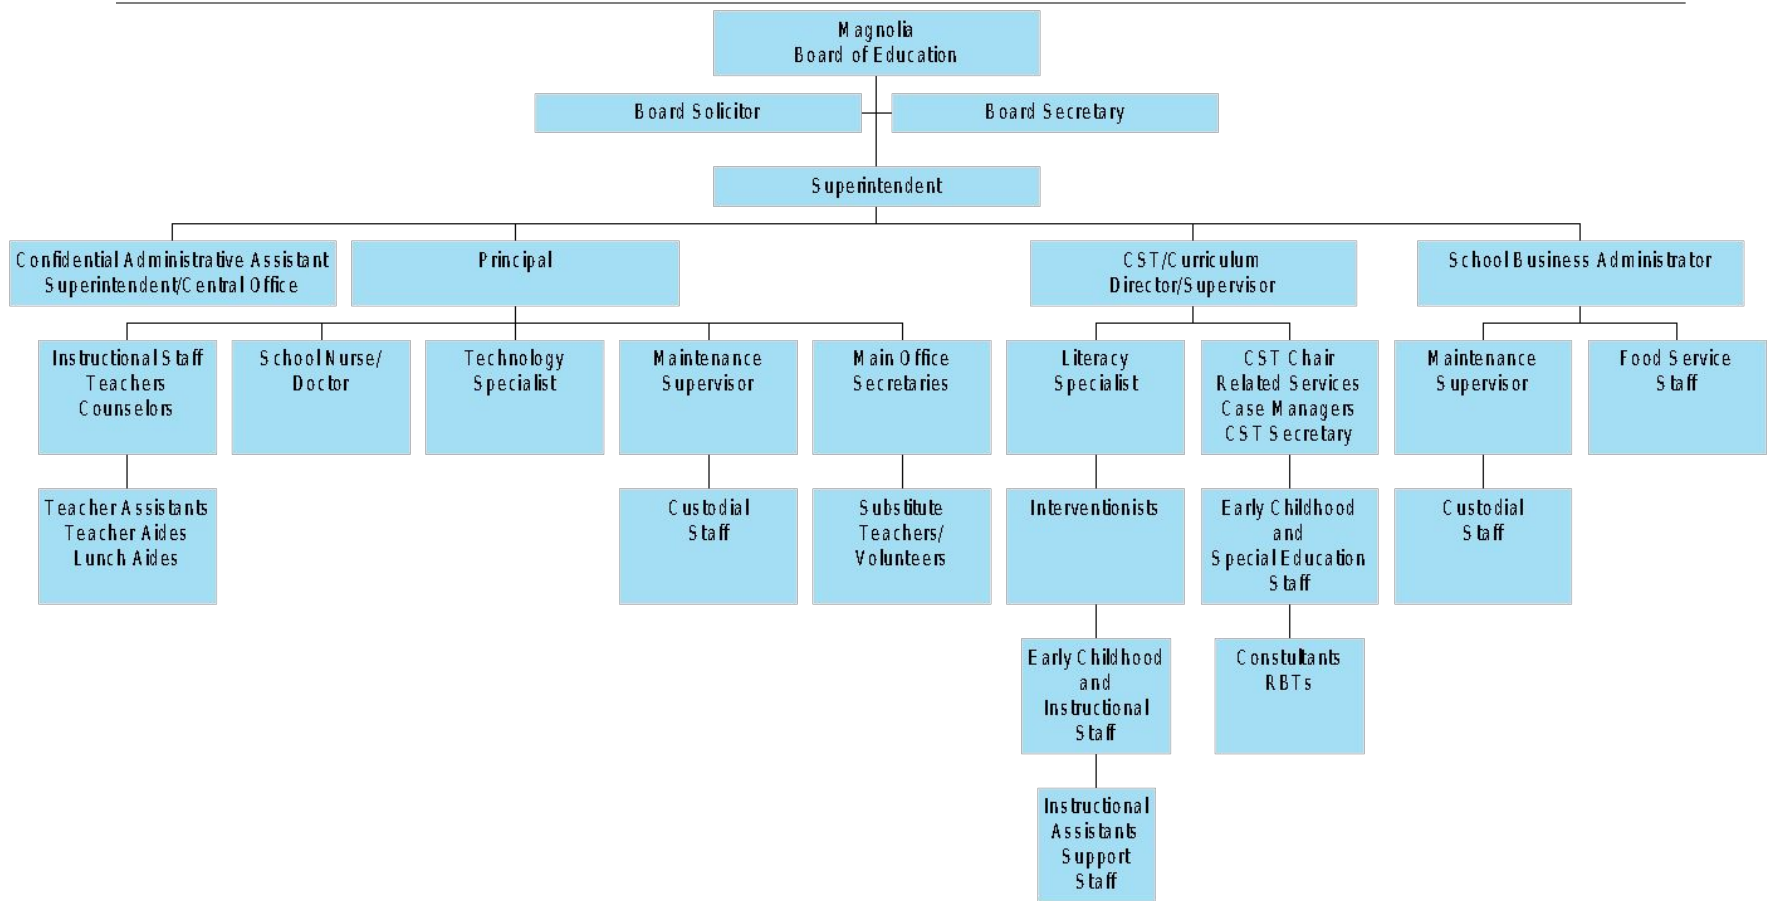 Magnolia
Board of Education
Board Solicitor
Board Secretary
Superintendent
Confidential Administrative Assistant
Superintendent/Central Office
Principal
CST/Curriculum
Director/Supervisor
School Business Administrator
Instructional Staff
Teachers
Counselors
School Nurse/
Doctor
Technology
Specialist
Maintenance
Supervisor
Main Office
Secretaries
Literacy
Specialist
CST Chair
Related Services
Case Managers
CST Secretary
Maintenance
Supervisor
Food Service
Staff
Teacher Assistants
Teacher Aides
Lunch Aides
Custodial
Staff
Substitute
Teachers/
Volunteers
Interventionists
Early Childhood
and
Special Education
Staff
Custodial
Staff
Early Childhood
and
Instructional
Staff
Constultants
RBTs
Instructional
Assistants
Support
Staff